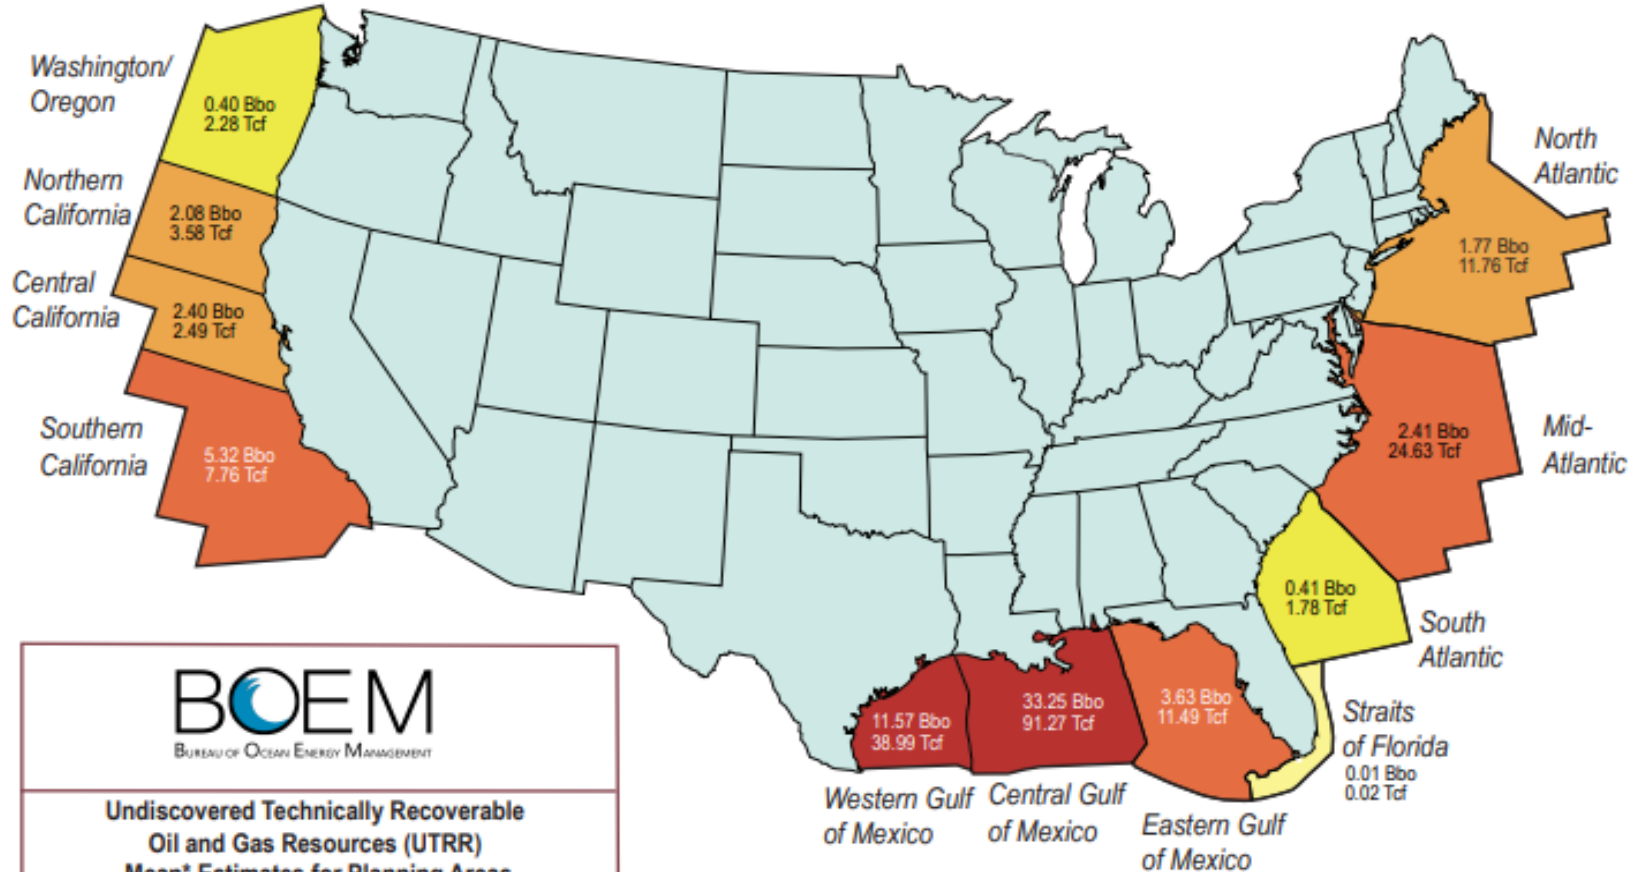 Washington/
Oregon
0.40 Bbo
2.28 Tcf
Northern
California
2.08 Bbo
3.58 Tcf
Central
California
2.40 Bbo
2.49 Tcf
Southern
California
5.32 Bbo
7.76 Tcf
North
Atlantic
1.77 Bbo
11.76 Tcf
Mid-
Atlantic
2.41 Bbo
24.63 Tcf
0.41 Bbo
1.78 Tcf
South
Atlantic
Straits
of Florida
0.01 Bbo
0.02 Tcf
11.57 Bbo
38.99 Tcf
Western Gulf
of Mexico
33.25 Bbo
91.27 Tcf
Central Gulf
of Mexico
3.63 Bbo
11.49 Tcf
Eastern Gulf
of Mexico
BOEM
BUREAU OF OCEAN ENERGY MANAGEMENT
Undiscovered Technically Recoverable
Oil and Gas Resources (UTRR)
Mean* Estimates for Planning Areas